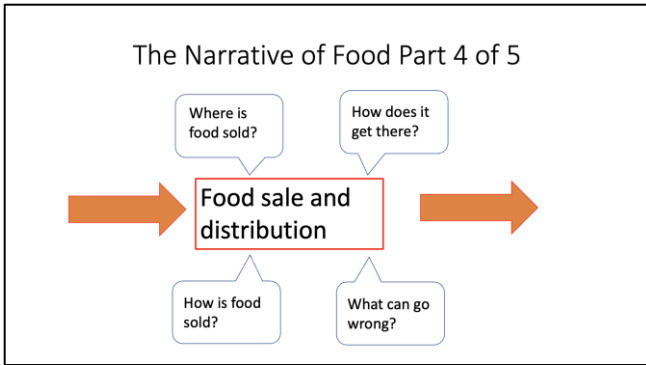 The Narrative of Food Part 4 of 5
Where is
food sold?
How does it
get there?
Food sale and
distribution
How is food
sold?
What can go
wrong?